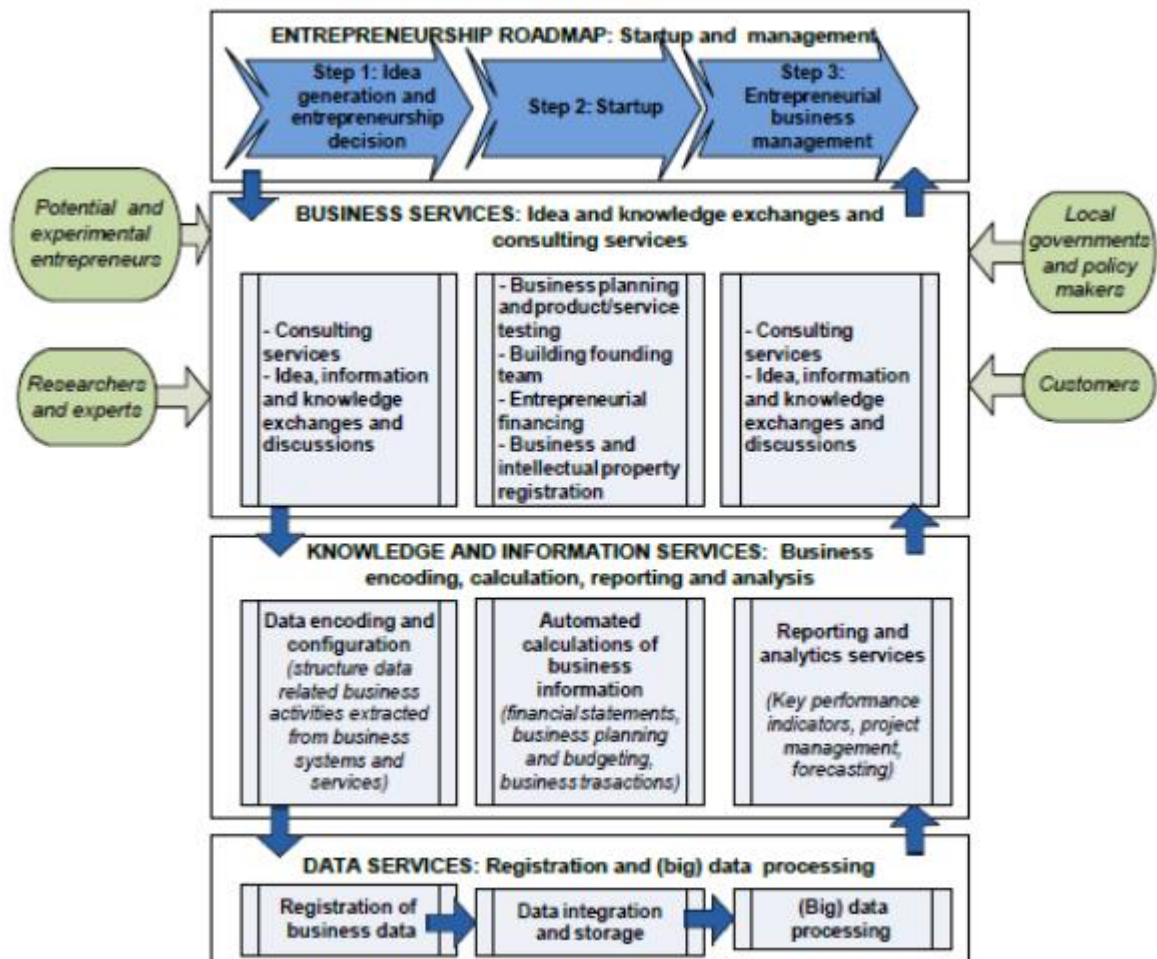 ENTREPRENEURSHIP ROADMAP: Startup and management
Step 1: Idea
generation and
entrepreneurship
decision
Step 2: Startup
Step 3:
Entrepreneurial
business
management
Potential and
experimental
entrepreneurs
Researchers
and experts
Local
governments
and policy
makers
Customers
BUSINESS SERVICES: Idea and knowledge exchanges and
consulting services
- Consulting
services
- Idea, information
and knowledge
exchanges and
discussions
- Business planning
and product/service
testing
- Building founding
team
- Entrepreneurial
financing
- Business and
intellectual property
registration
- Consulting
services
- Idea, information
and knowledge
exchanges and
discussions
KNOWLEDGE AND INFORMATION SERVICES: Business
encoding, calculation, reporting and analysis
Data encoding and
configuration
(structure data
related business
activities extracted
from business
systems and
services)
Automated
calculations of
business
information
(financial statements,
business planning
and budgeting,
business trasactions)
Reporting and
analytics services
(Key performance
indicators, project
management,
forecasting)
DATA SERVICES: Registration and (big) data processing
Registration of
business data
Data integration
and storage
(Big) data
processing